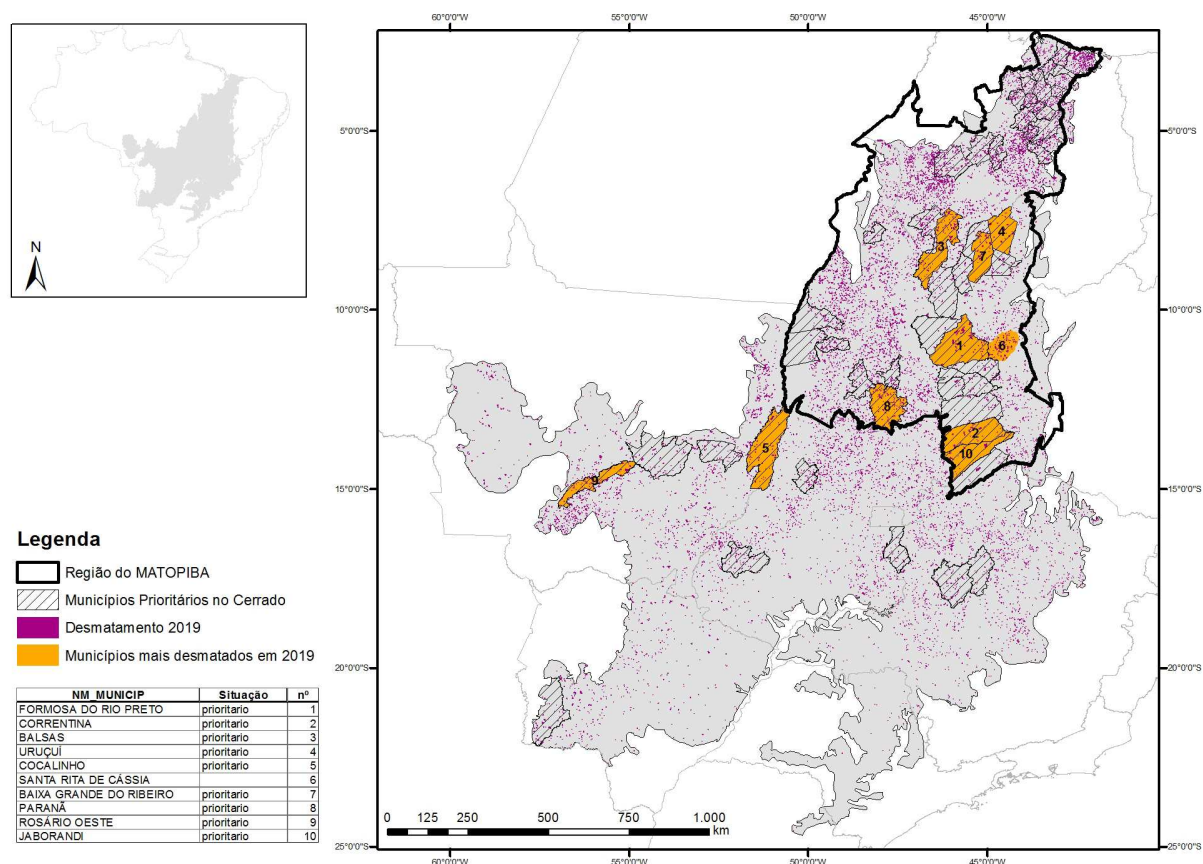 60°0'0"W 50°0'0"W 45°0'0"W
N
5°0'0"S 5°0'0"S
10°0'0"S 10°0'0"S
15°0'0"S 15°0'0"S
20°0'0"S 20°0'0"S
25°0'0"S 25°0'0"S
3 4
7
1 6
8
2
5 10
9
Legenda
Região do MATOPIBA
Municípios Prioritários no Cerrado
Desmatamento 2019
Municípios mais desmatados em 2019
NM_MUNICIP Situação nº
FORMOSA DO RIO PRETO prioritario 1
CORRENTINA prioritario 2
BALSAS prioritario 3
URUÇUÍ prioritario 4
COCALINHO prioritario 5
SANTA RITA DE CÁSSIA 6
BAIXA GRANDE DO RIBEIRO prioritario 7
PARANÃ prioritario 8
ROSÁRIO OESTE prioritario 9
JABORANDI prioritario 10
0 125 250 500 750 1.000
km
60°0'0"W 55°0'0"W 50°0'0"W 45°0'0"W